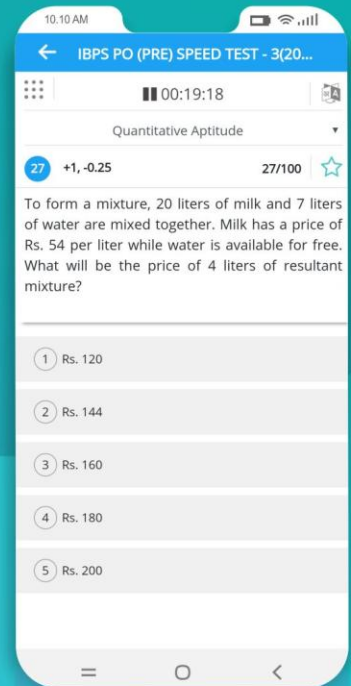 10.10 AM
IBPS PO (PRE) SPEED TEST - 3(20...
00:19:18
Quantitative Aptitude
27 +1, -0.25 27/100
To form a mixture, 20 liters of milk and 7 liters
of water are mixed together. Milk has a price of
Rs. 54 per liter while water is available for free.
What will be the price of 4 liters of resultant
mixture?
1 Rs. 120
2 Rs. 144
3 Rs. 160
4 Rs. 180
5 Rs. 200